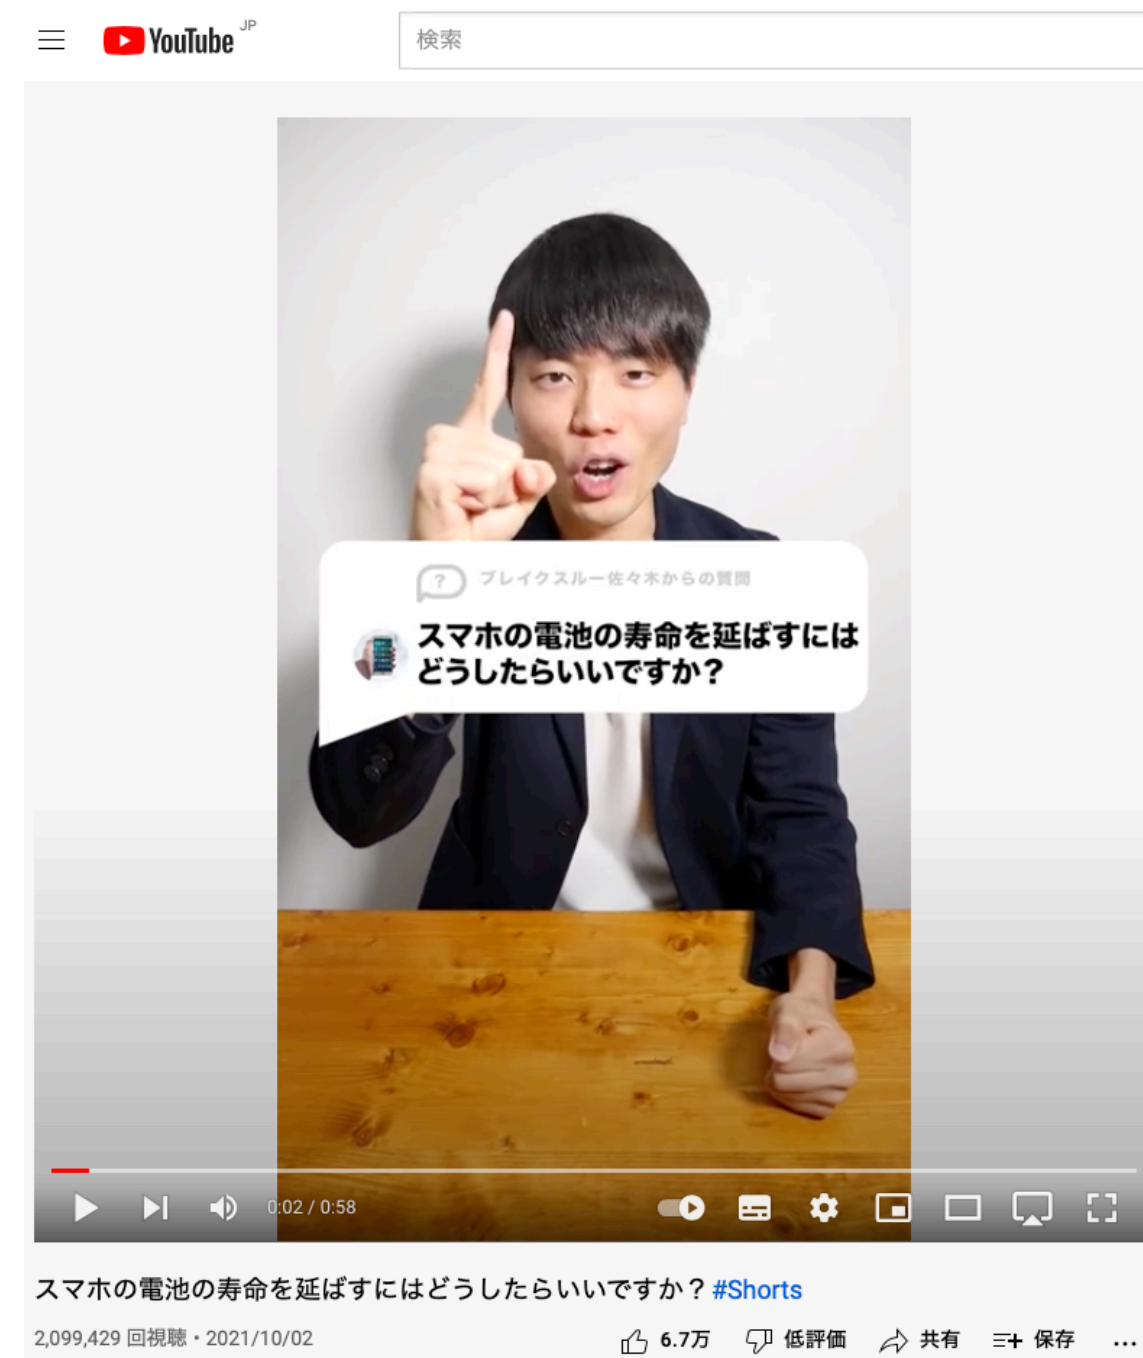 YouTube JP
検索
ブレイクスルー佐々木からの質問
スマホの電池の寿命を延ばすには
どうしたらいいですか？
0:02 / 0:58
スマホの電池の寿命を延ばすにはどうしたらいいですか？#Shorts
2,099,429 回視聴・2021/10/02 6.7万 低評価 共有 保存